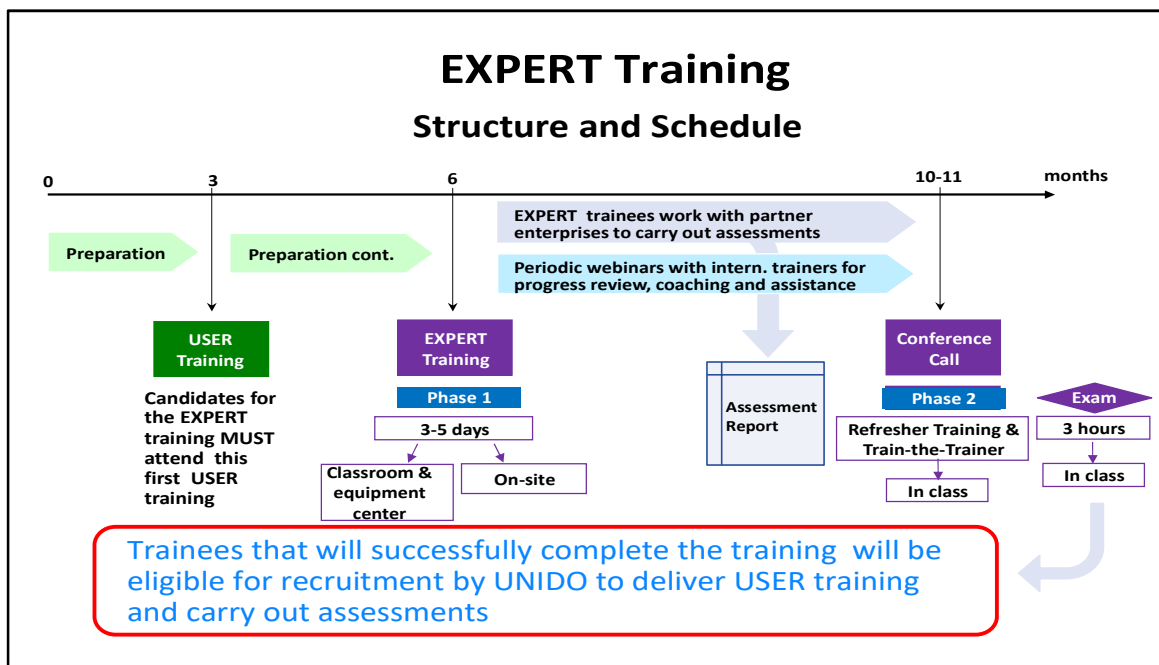 EXPERT Training
Structure and Schedule
0
3
6
10-11
months
Preparation
Preparation cont.
EXPERT trainees work with partner
enterprises to carry out assessments
Periodic webinars with intern. trainers for
progress review, coaching and assistance
USER
Training
Candidates for
the EXPERT
training MUST
attend this
first USER
training
EXPERT
Training
Phase 1
3-5 days
Classroom &
equipment
center
On-site
Assessment
Report
Conference
Call
Phase 2
Refresher Training &
Train-the-Trainer
In class
Exam
3 hours
In class
Trainees that will successfully complete the training will be
eligible for recruitment by UNIDO to deliver USER training
and carry out assessments